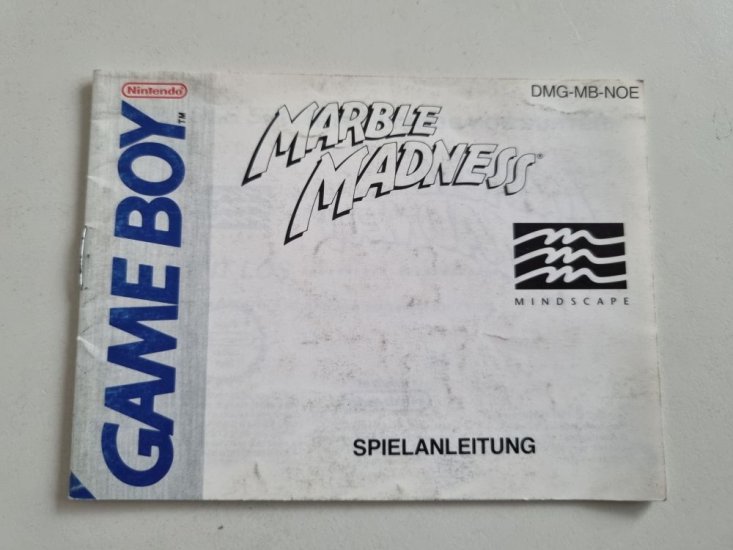 Nintendo
GAME BOY™
DMG-MB-NOE
MARBLE
MADNESS®
MINDSCAPE
SPIELANLEITUNG